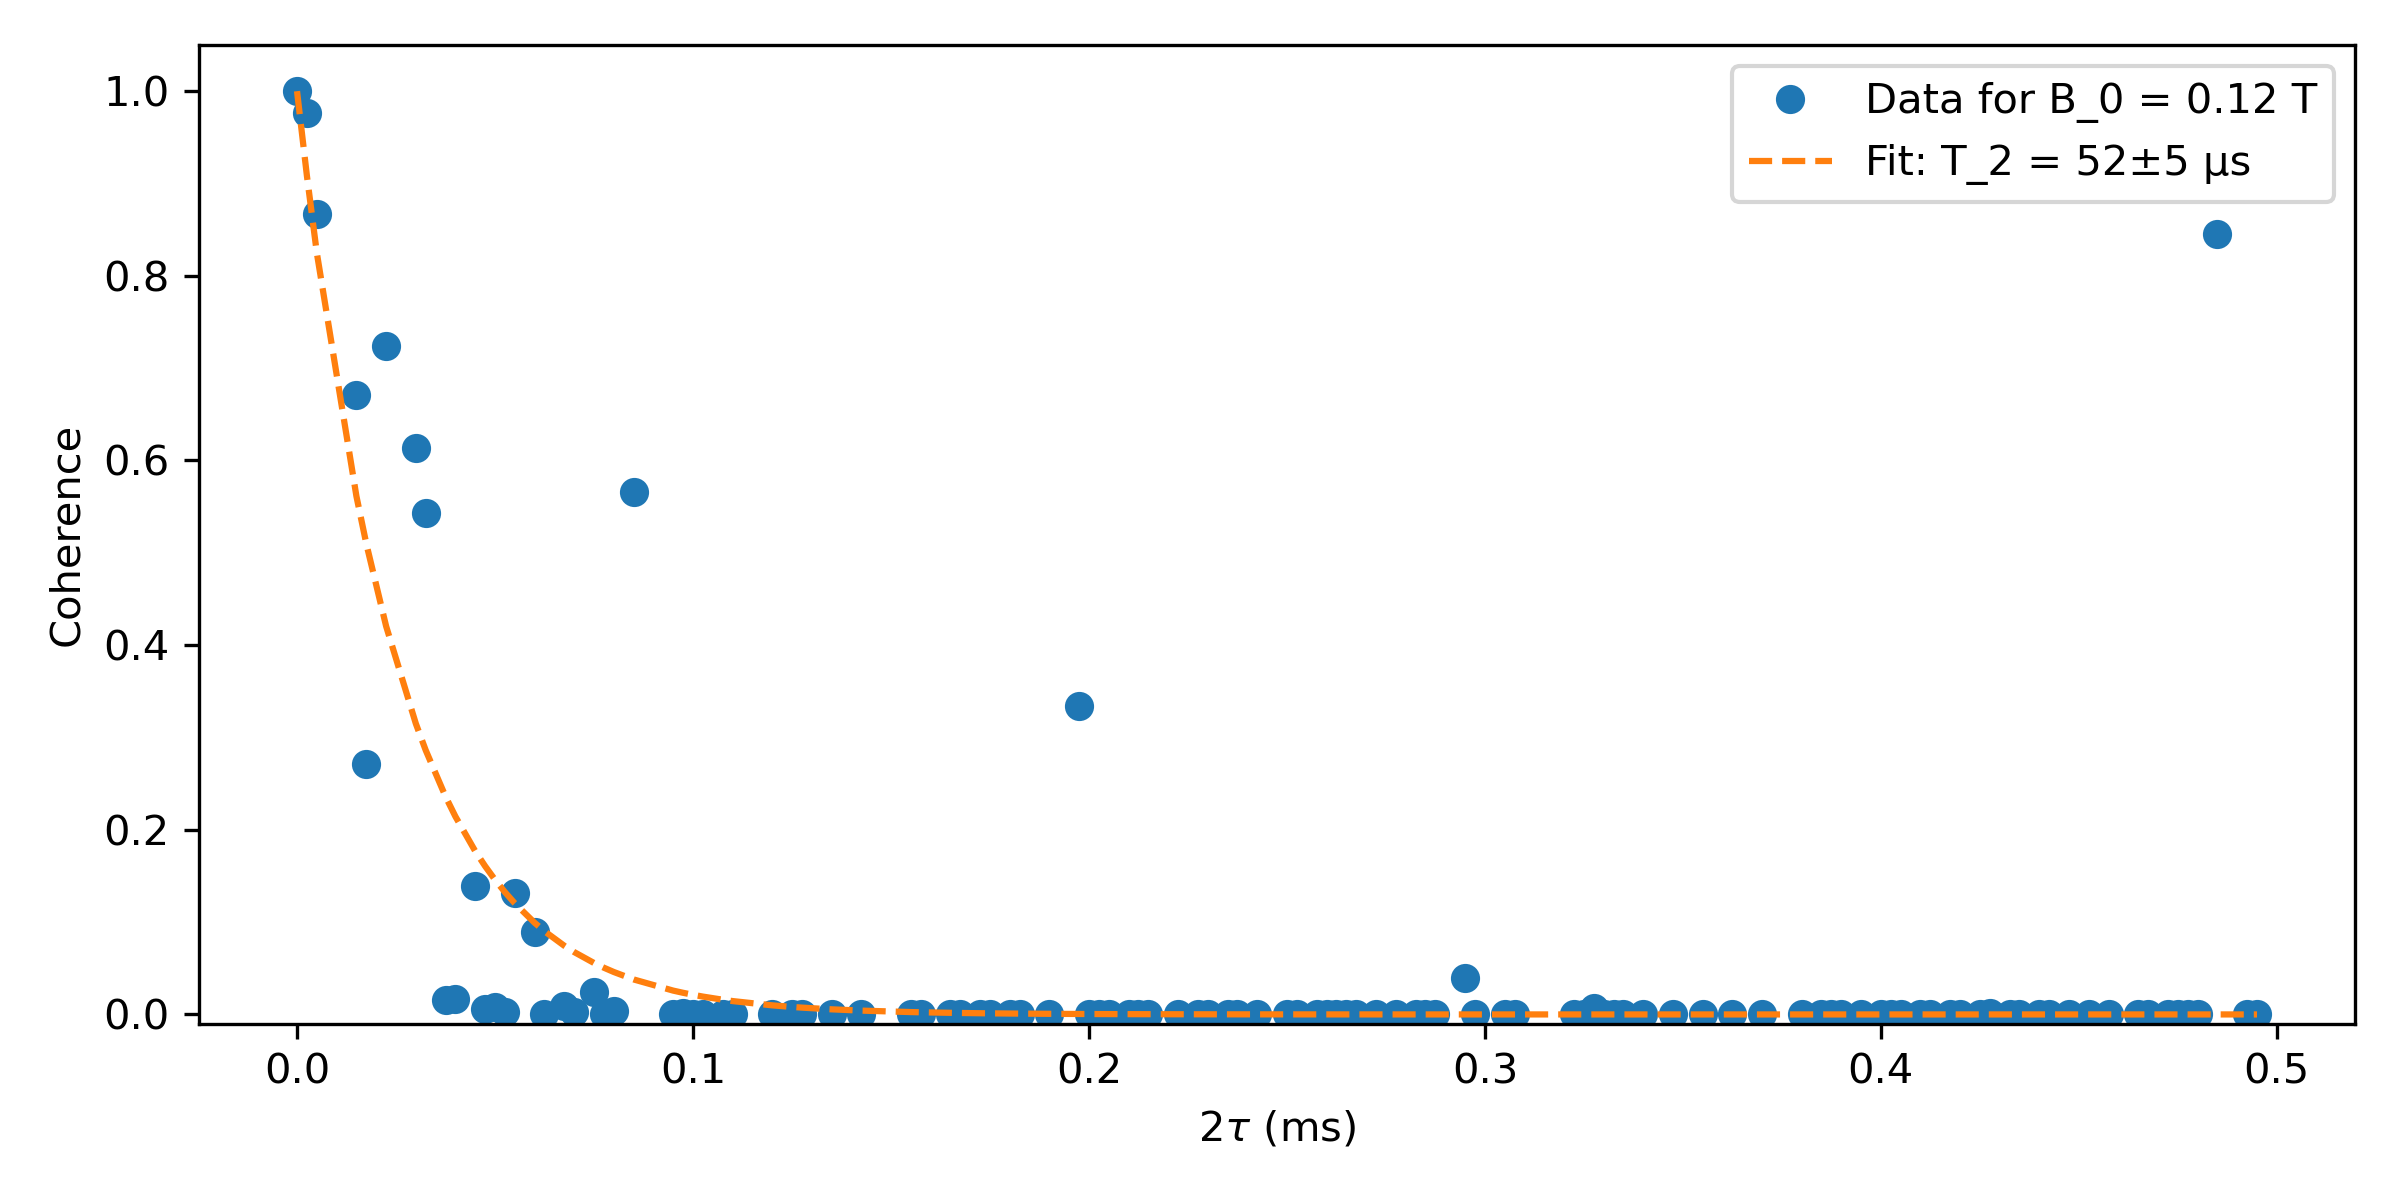 Data for B_0 = 0.12 T
Fit: T_2 = 52±5 μs
1.0
0.8
0.6
0.4
0.2
0.0
Coherence
0.0 0.1 0.2 0.3 0.4 0.5
2τ (ms)